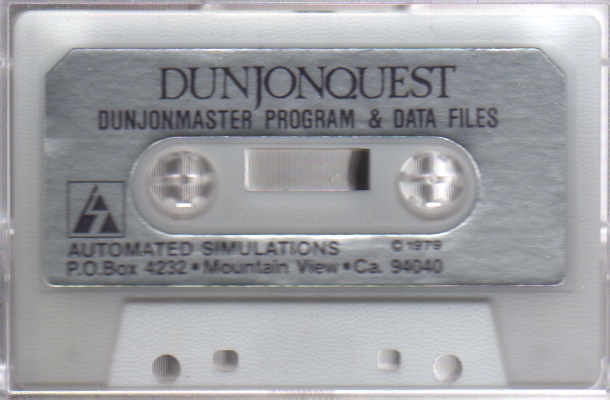 DUNJONQUEST
DUNJONMASTER PROGRAM & DATA FILES
AUTOMATED SIMULATIONS © 1979
P.O.Box 4232 • Mountain View • Ca. 94040